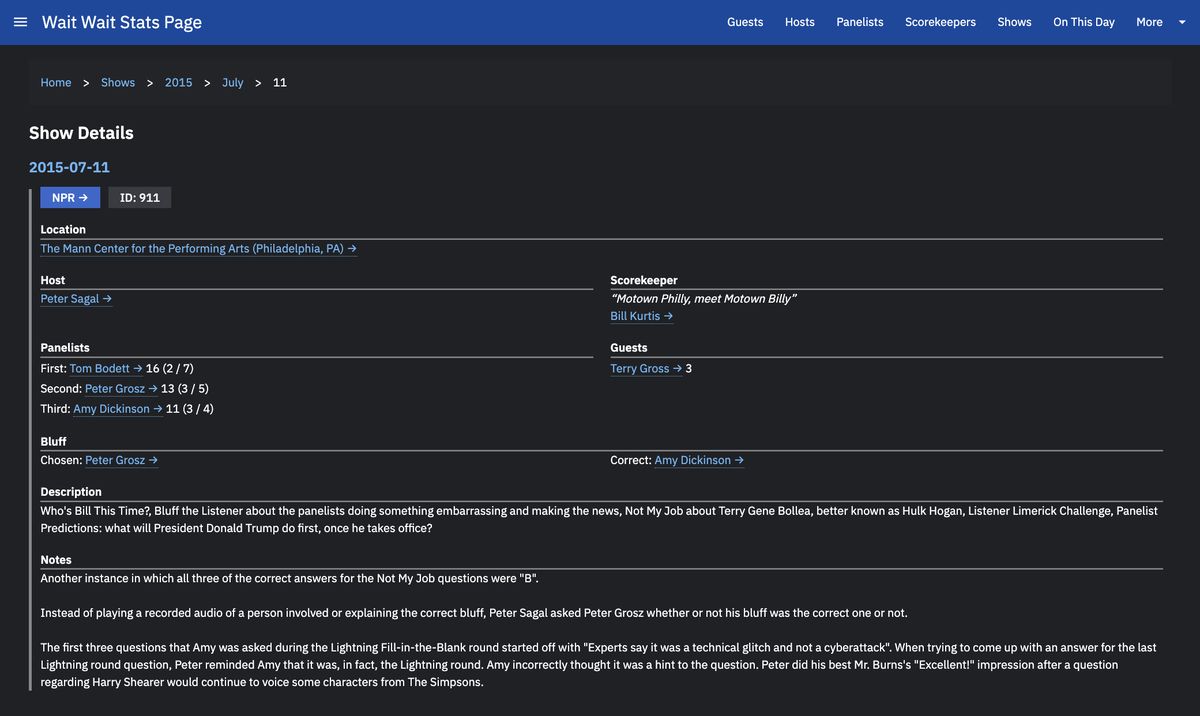 Wait Wait Stats Page
Guests Hosts Panelists Scorekeepers Shows On This Day More
Home > Shows > 2015 > July > 11
Show Details
2015-07-11
NPR → ID: 911
Location
The Mann Center for the Performing Arts (Philadelphia, PA) →
Host
Peter Sagal →
Scorekeeper
“Motown Philly, meet Motown Billy”
Bill Kurtis →
Panelists
First: Tom Bodett → 16 (2 / 7)
Second: Peter Grosz → 13 (3 / 5)
Third: Amy Dickinson → 11 (3 / 4)
Guests
Terry Gross → 3
Bluff
Chosen: Peter Grosz →
Correct: Amy Dickinson →
Description
Who's Bill This Time?, Bluff the Listener about the panelists doing something embarrassing and making the news, Not My Job about Terry Gene Bollea, better known as Hulk Hogan, Listener Limerick Challenge, Panelist
Predictions: what will President Donald Trump do first, once he takes office?
Notes
Another instance in which all three of the correct answers for the Not My Job questions were "B".
Instead of playing a recorded audio of a person involved or explaining the correct bluff, Peter Sagal asked Peter Grosz whether or not his bluff was the correct one or not.
The first three questions that Amy was asked during the Lightning Fill-in-the-Blank round started off with "Experts say it was a technical glitch and not a cyberattack". When trying to come up with an answer for the last
Lightning round question, Peter reminded Amy that it was, in fact, the Lightning round. Amy incorrectly thought it was a hint to the question. Peter did his best Mr. Burns's "Excellent!" impression after a question
regarding Harry Shearer would continue to voice some characters from The Simpsons.